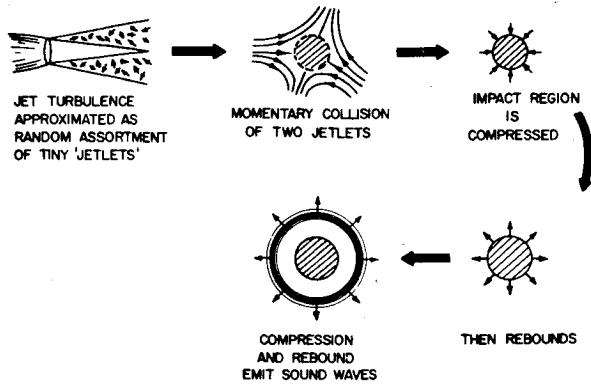 JET TURBULENCE
APPROXIMATED AS
RANDOM ASSORTMENT
OF TINY 'JETLETS'
MOMENTARY COLLISION
OF TWO JETLETS
IMPACT REGION
IS
COMPRESSED
THEN REBOUNDS
COMPRESSION
AND REBOUND
EMIT SOUND WAVES